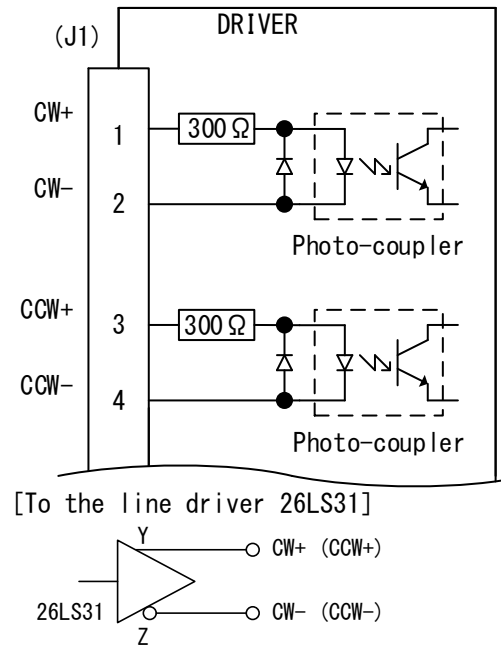 DRIVER
(J1)
CW+
1
300Ω
CW-
2
Photo-coupler
CCW+
3
300Ω
CCW-
4
Photo-coupler
[To the line driver 26LS31]
Y
CW+ (CCW+)
26LS31
CW- (CCW-)
Z